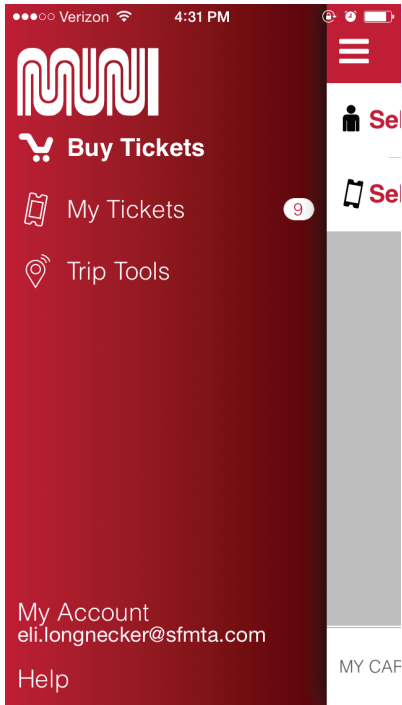 Verizon 4:31 PM
MUNI
Buy Tickets
My Tickets 9
Trip Tools
My Account
eli.longnecker@sfmta.com
Help
Sel
Sel
MY CAR